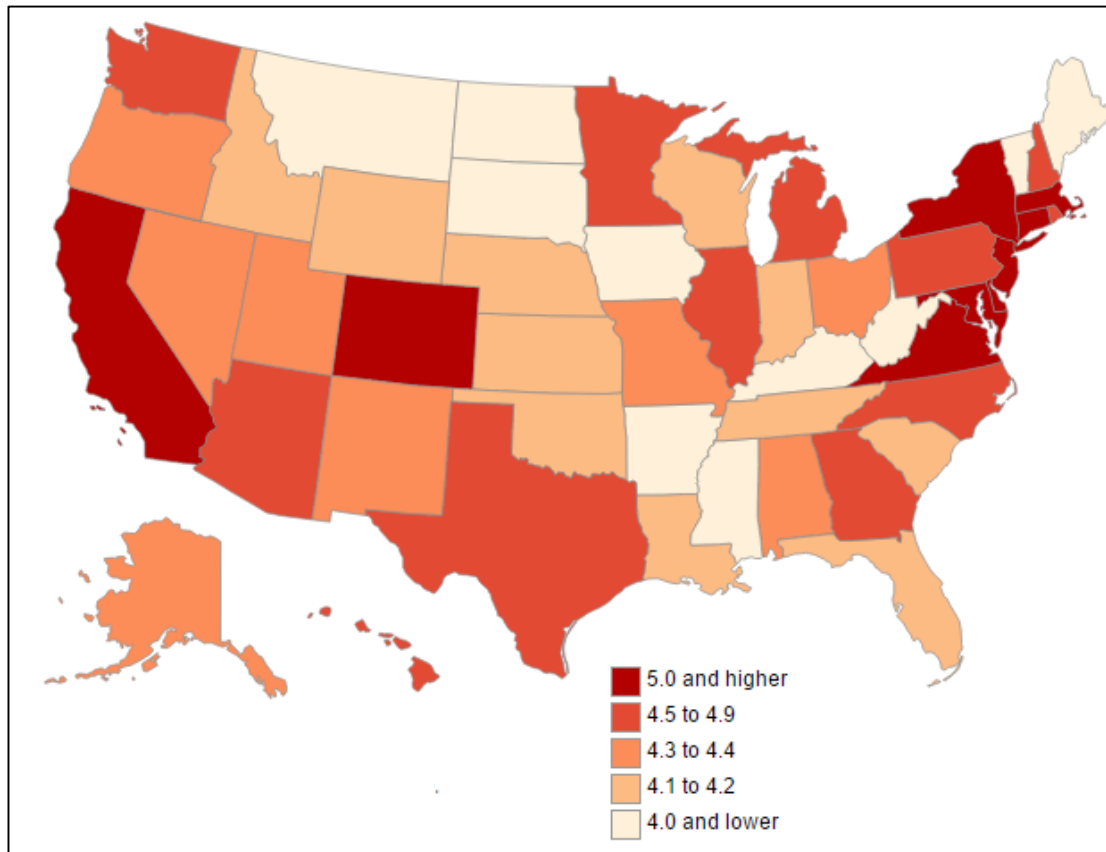 5.0 and higher
4.5 to 4.9
4.3 to 4.4
4.1 to 4.2
4.0 and lower